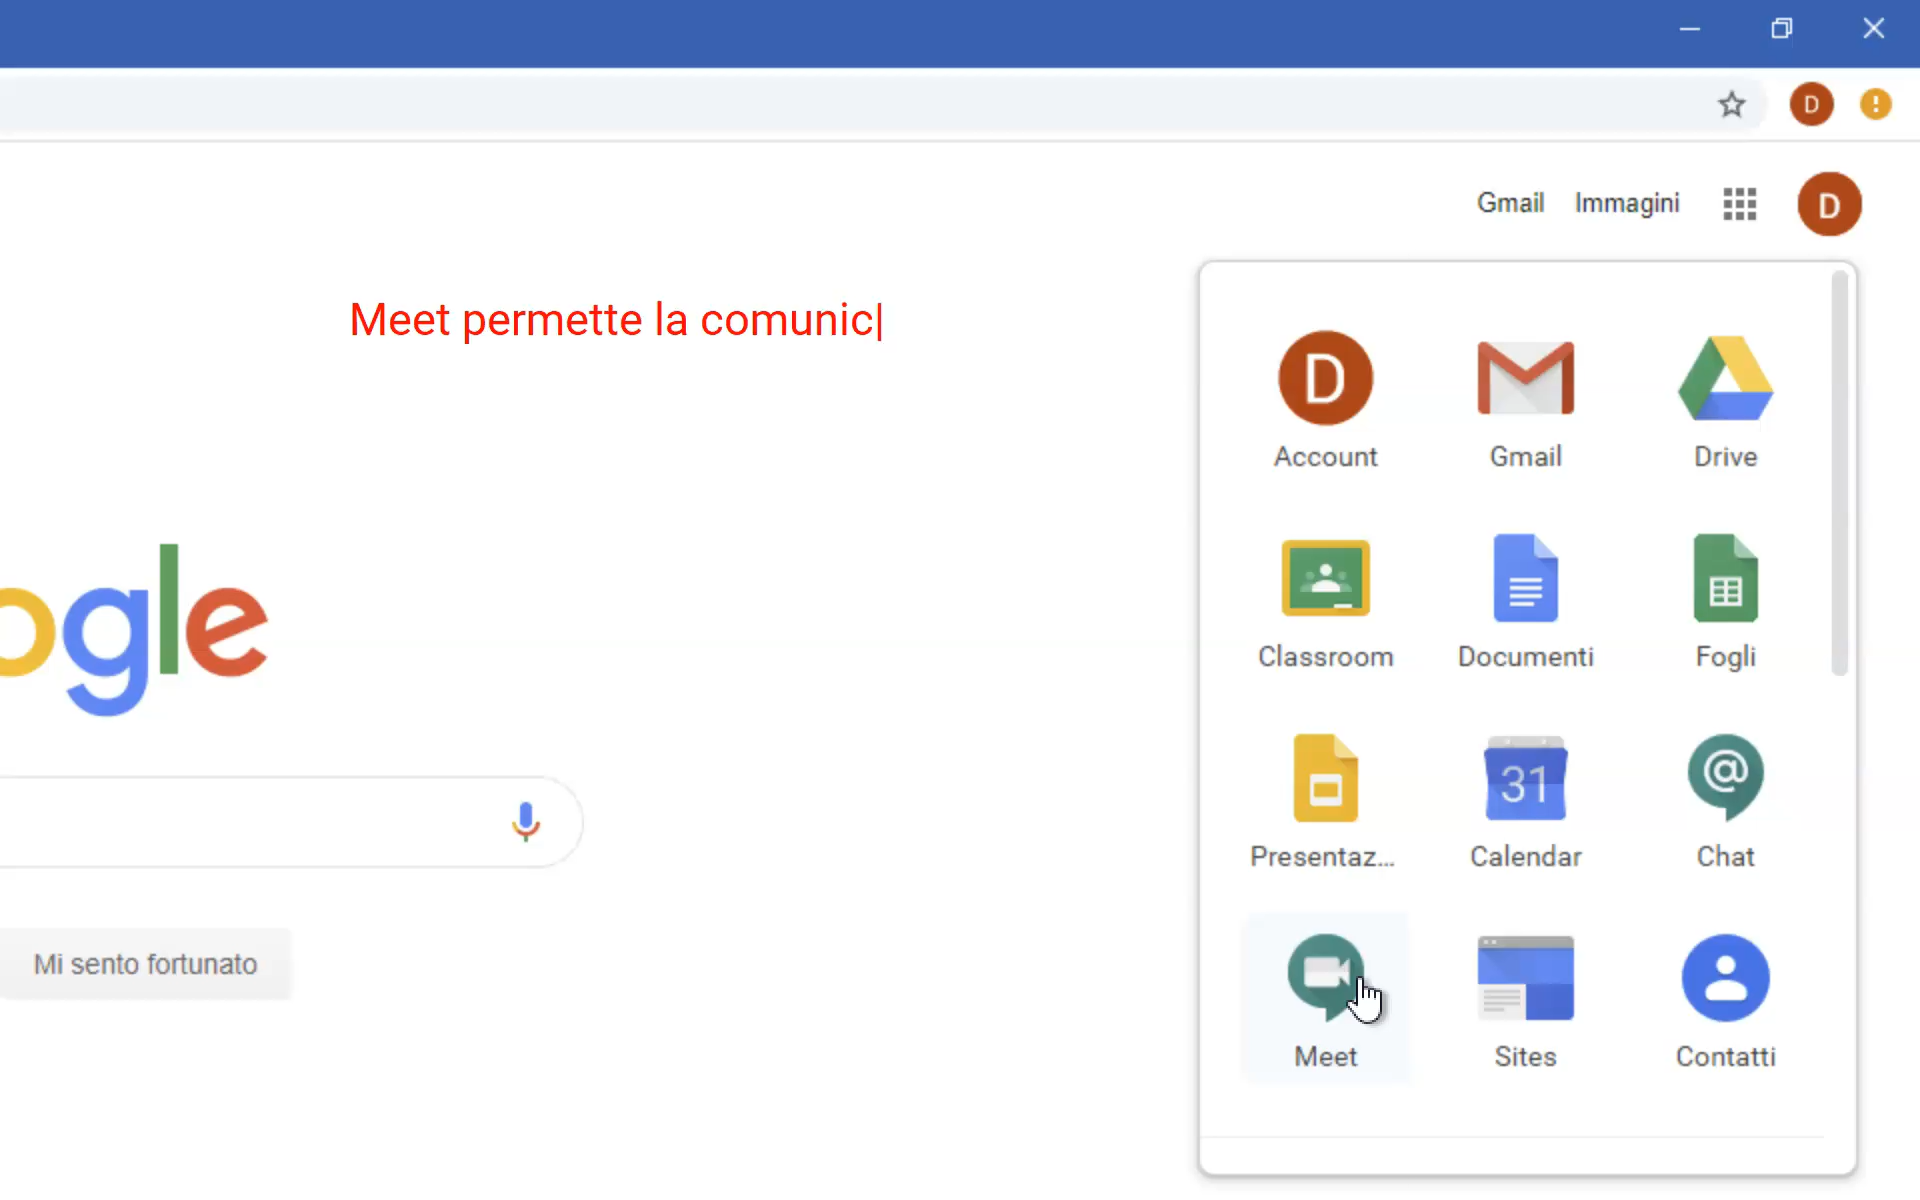 D !
Gmail Immagini D
Meet permette la comunic|
D
Account Gmail Drive
Classroom Documenti Fogli
ogle
31 @
Presentaz... Calendar Chat
Mi sento fortunato
Meet Sites Contatti